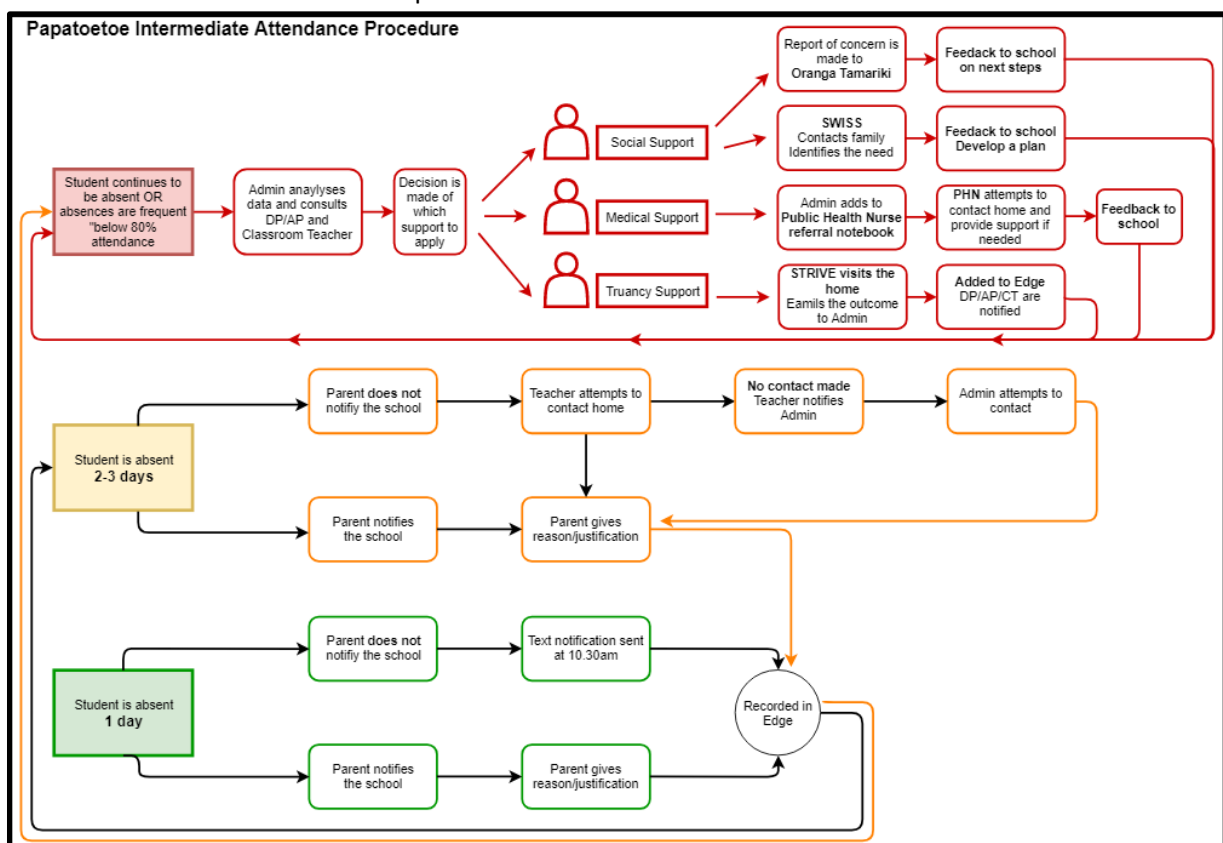 Papatoetoe Intermediate Attendance Procedure
Report of concern is
made to
Oranga Tamariki
Feedack to school
on next steps
Social Support
SWISS
Contacts family
Identifies the need
Feedack to school
Develop a plan
Student continues to
be absent OR
absences are frequent
"below 80%
attendance
Admin anaylyses
data and consults
DP/AP and
Classroom Teacher
Decision is
made of
which
support to
apply
Medical Support
Admin adds to
Public Health Nurse
referral notebook
PHN attempts to
contact home and
provide support if
needed
Feedback to
school
Truancy Support
STRIVE visits the
home
Eamils the outcome
to Admin
Added to Edge
DP/AP/CT are
notified
Student is absent
2-3 days
Parent does not
notifiy the school
Teacher attempts to
contact home
No contact made
Teacher notifies
Admin
Admin attempts to
contact
Parent notifies
the school
Parent gives
reason/justification
Student is absent
1 day
Parent does not
notifiy the school
Text notification sent
at 10.30am
Recorded in
Edge
Parent notifies
the school
Parent gives
reason/justification